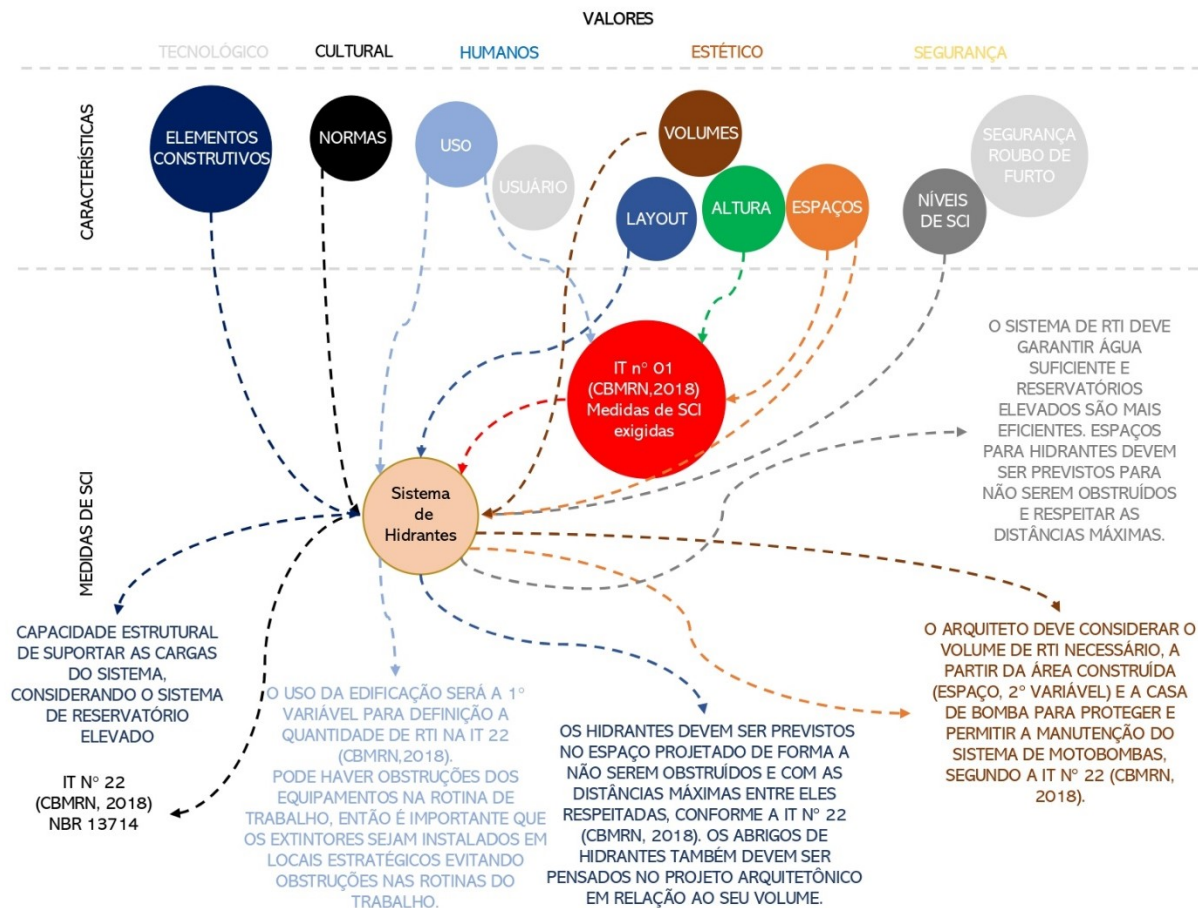 VALORES
TECNOLÓGICO
CULTURAL
HUMANOS
ESTÉTICO
SEGURANÇA
CARACTERÍSTICAS
ELEMENTOS
CONSTRUTIVOS
NORMAS
USO
USUÁRIO
VOLUMES
LAYOUT
ALTURA
ESPAÇOS
NÍVEIS
DE SCI
SEGURANÇA
ROUBO DE
FURTO
MEDIDAS DE SCI
IT n° 01
(CBMRN,2018)
Medidas de SCI
exigidas
Sistema
de
Hidrantes
O SISTEMA DE RTI DEVE
GARANTIR ÁGUA
SUFICIENTE E
RESERVATÓRIOS
ELEVADOS SÃO MAIS
EFICIENTES. ESPAÇOS
PARA HIDRANTES DEVEM
SER PREVISTOS PARA
NÃO SEREM OBSTRUÍDOS
E RESPEITAR AS
DISTÂNCIAS MÁXIMAS.
CAPACIDADE ESTRUTURAL
DE SUPORTAR AS CARGAS
DO SISTEMA,
CONSIDERANDO O SISTEMA
DE RESERVATÓRIO
ELEVADO
IT N° 22
(CBMRN, 2018)
NBR 13714
O USO DA EDIFICAÇÃO SERÁ A 1°
VARIÁVEL PARA DEFINIÇÃO A
QUANTIDADE DE RTI NA IT 22
(CBMRN,2018).
PODE HAVER OBSTRUÇÕES DOS
EQUIPAMENTOS NA ROTINA DE
TRABALHO, ENTÃO É IMPORTANTE QUE
OS EXTINTORES SEJAM INSTALADOS EM
LOCAIS ESTRATÉGICOS EVITANDO
OBSTRUÇÕES NAS ROTINAS DO
TRABALHO.
OS HIDRANTES DEVEM SER PREVISTOS
NO ESPAÇO PROJETADO DE FORMA A
NÃO SEREM OBSTRUÍDOS E COM AS
DISTÂNCIAS MÁXIMAS ENTRE ELES
RESPEITADAS, CONFORME A IT N° 22
(CBMRN, 2018). OS ABRIGOS DE
HIDRANTES TAMBÉM DEVEM SER
PENSADOS NO PROJETO ARQUITETÔNICO
EM RELAÇÃO AO SEU VOLUME.
O ARQUITETO DEVE CONSIDERAR O
VOLUME DE RTI NECESSÁRIO, A
PARTIR DA ÁREA CONSTRUÍDA
(ESPAÇO, 2° VARIÁVEL) E A CASA
DE BOMBA PARA PROTEGER E
PERMITIR A MANUTENÇÃO DO
SISTEMA DE MOTOBOMBAS,
SEGUNDO A IT N° 22 (CBMRN,
2018).